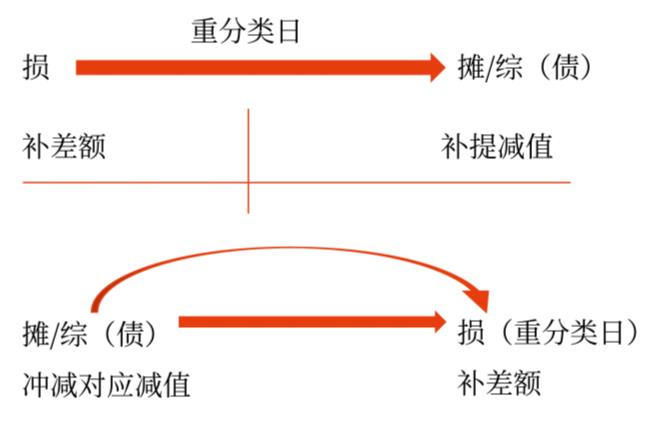 重分类日
损 摊/综（债）
补差额 补提减值
摊/综（债） 损（重分类日）
冲减对应减值 补差额